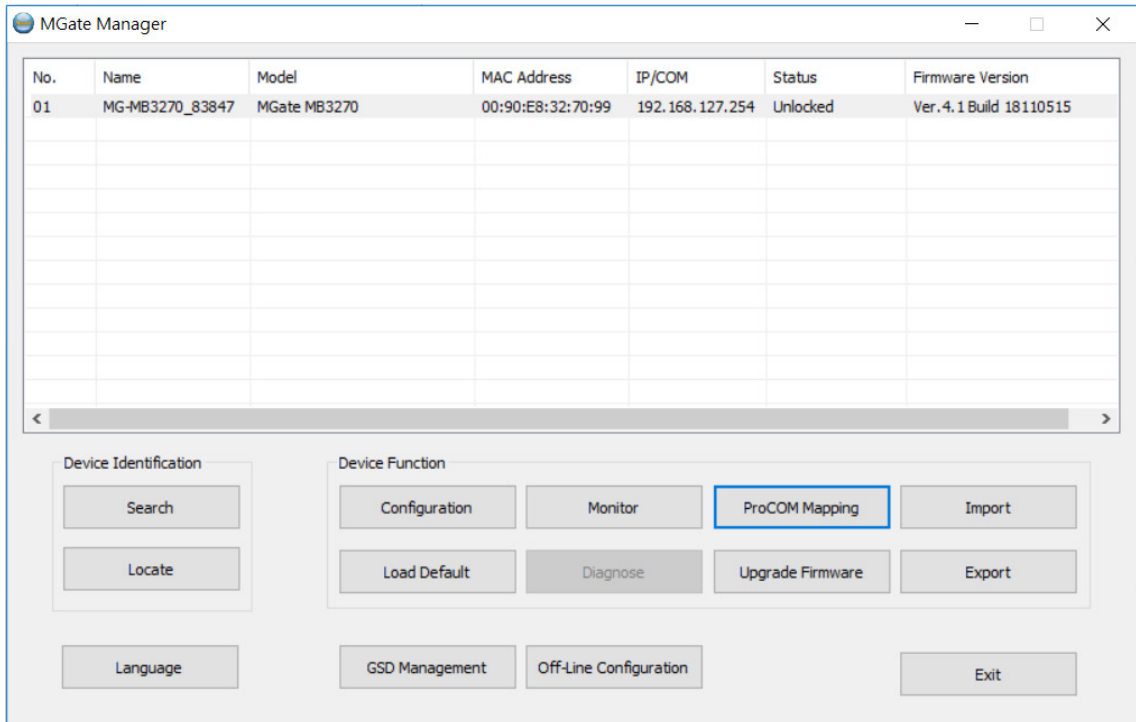 MGate Manager
No. Name Model MAC Address IP/COM Status Firmware Version
01 MG-MB3270_83847 MGate MB3270 00:90:E8:32:70:99 192.168.127.254 Unlocked Ver.4.1 Build 18110515
Device Identification Device Function
Search Configuration Monitor ProCOM Mapping Import
Locate Load Default Diagnose Upgrade Firmware Export
Language GSD Management Off-Line Configuration Exit